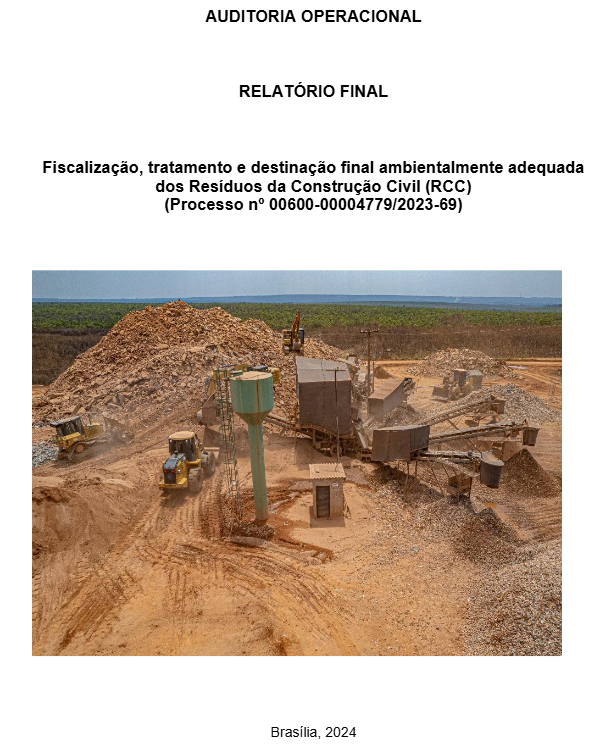 AUDITORIA OPERACIONAL
RELATÓRIO FINAL
Fiscalização, tratamento e destinação final ambientalmente adequada
dos Resíduos da Construção Civil (RCC)
(Processo nº 00600-00004779/2023-69)
Brasília, 2024